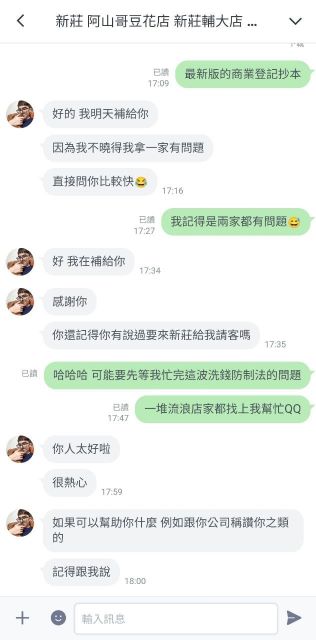 新莊 阿山哥豆花店 新莊輔大店 ...
已讀
17:09
最新版的商業登記抄本
好的 我明天補給你
因為我不曉得我拿一家有問題
直接問你比較快😂
17:16
已讀
17:27
我記得是兩家都有問題😅
好 我在補給你
17:34
感謝你
你還記得你有說過要來新莊給我請客嗎
17:35
已讀
哈哈哈 可能要先等我忙完這波洗錢防制法的問題
已讀
17:47
一堆流浪店家都找上我幫忙QQ
你人太好啦
很熱心
17:59
如果可以幫助你什麼 例如跟你公司稱讚你之類
的
記得跟我說
18:00
輸入訊息